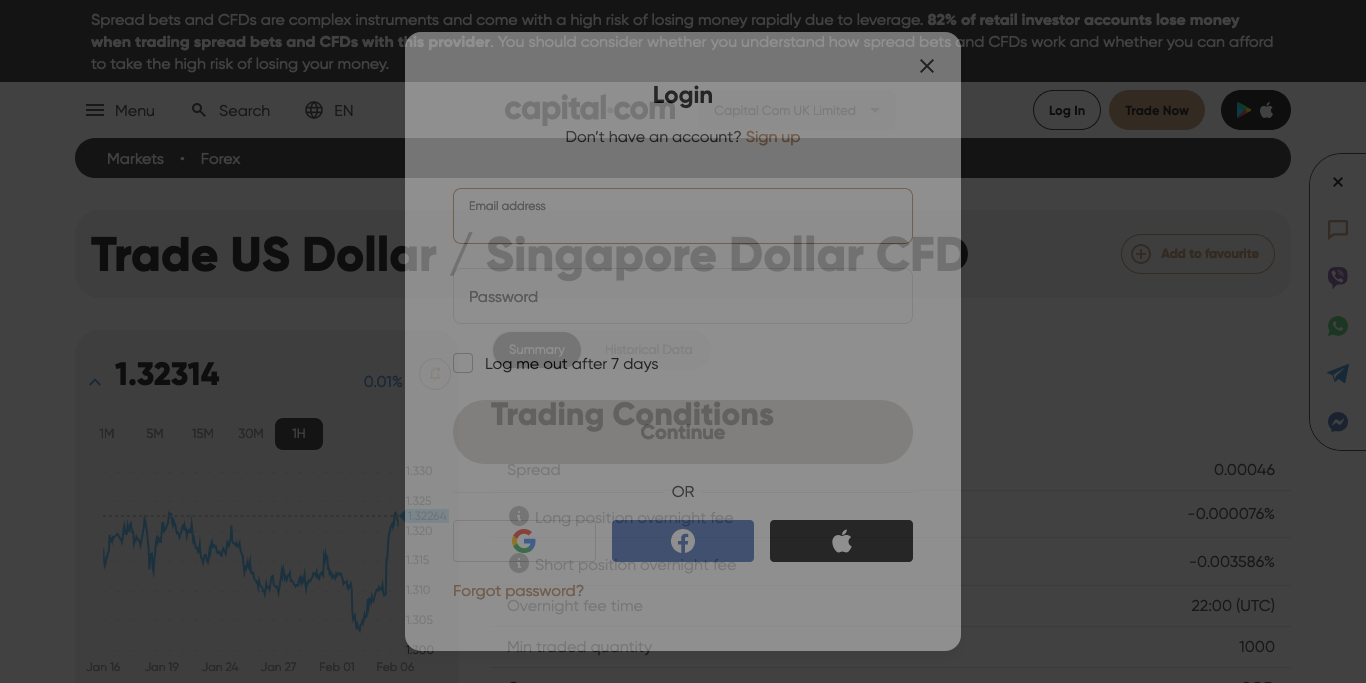 Spread bets and CFDs are complex instruments and come with a high risk of losing money rapidly due to leverage. 82% of retail investor accounts lose money
when trading spread bets and CFDs with this provider. You should consider whether you understand how spread bets and CFDs work and whether you can afford
to take the high risk of losing your money.
Menu
Search
EN
capital.com
Capital Com UK Limited
Log In
Trade Now
Markets • Forex
Login
Don't have an account? Sign up
Email address
Password
Log me out after 7 days
Continue
OR
Forgot password?
Trade US Dollar / Singapore Dollar CFD
Add to favourite
1.32314
0.01%
1M
5M
15M
30M
1H
1.330
1.325
1.32264
1.320
1.315
1.310
1.305
1.300
Jan 16
Jan 19
Jan 24
Jan 27
Feb 01
Feb 06
Summary
Historical Data
Trading Conditions
Spread 0.00046
Long position overnight fee -0.000076%
Short position overnight fee -0.003586%
Overnight fee time 22:00 (UTC)
Min traded quantity 1000